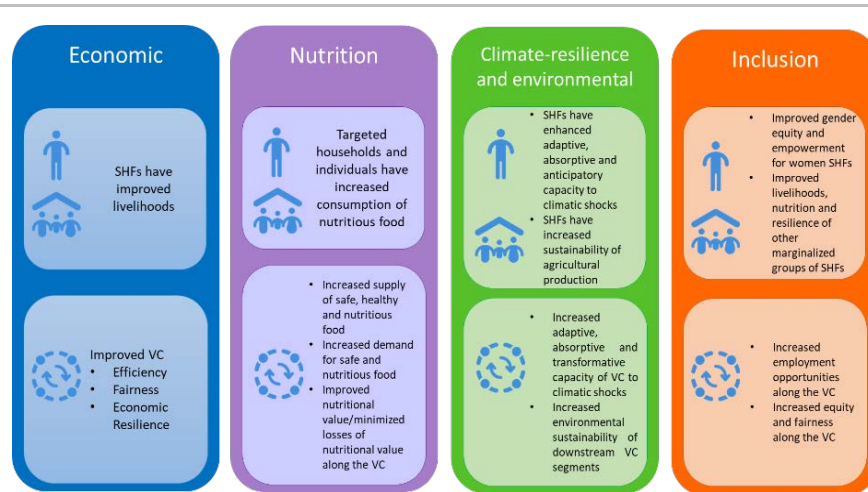 Economic
SHFs have
improved
livelihoods
Improved VC
• Efficiency
• Fairness
• Economic
Resilience
Nutrition
Targeted
households and
individuals have
increased
consumption of
nutritious food
• Increased supply
of safe, healthy
and nutritious
food
• Increased demand
for safe and
nutritious food
• Improved
nutritional
value/minimized
losses of
nutritional value
along the VC
Climate-resilience
and environmental
• SHFs have
enhanced
adaptive,
absorptive and
anticipatory
capacity to
climatic shocks
• SHFs have
increased
sustainability of
agricultural
production
• Increased
adaptive,
absorptive and
transformative
capacity of VC to
climatic shocks
• Increased
environmental
sustainability of
downstream VC
segments
Inclusion
• Improved gender
equity and
empowerment
for women SHFs
• Improved
livelihoods,
nutrition and
resilience of
other
marginalized
groups of SHFs
• Increased
employment
opportunities
along the VC
• Increased equity
and fairness
along the VC